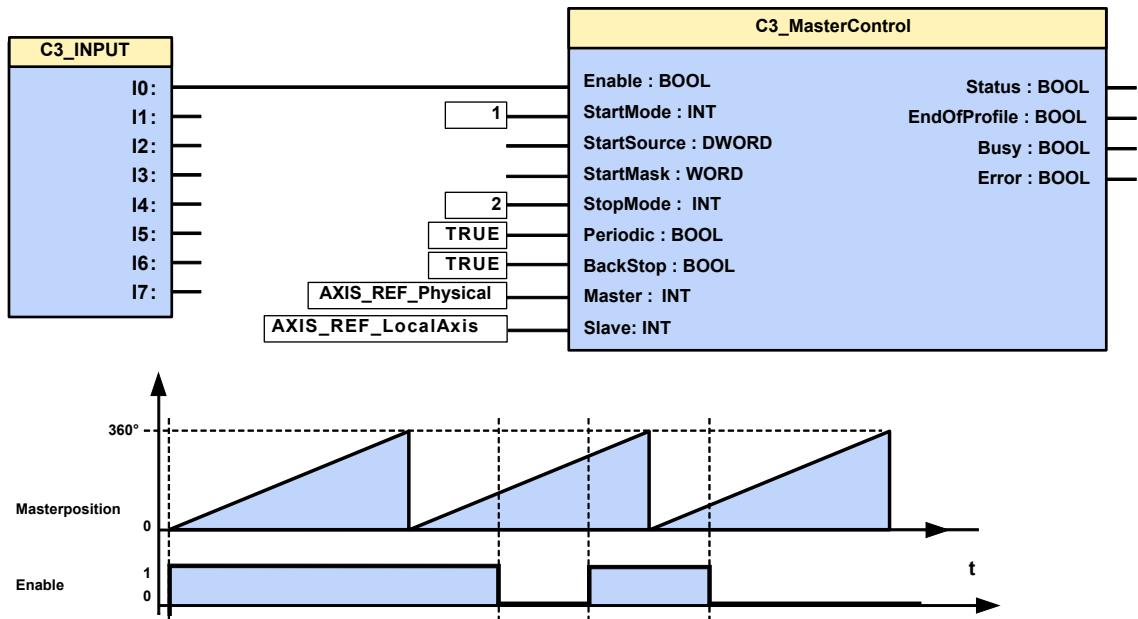 C3_INPUT
I0:
I1:
I2:
I3:
I4:
I5:
I6:
I7:
C3_MasterControl
Enable : BOOL
1 StartMode : INT
StartSource : DWORD
StartMask : WORD
2 StopMode : INT
TRUE Periodic : BOOL
TRUE BackStop : BOOL
AXIS_REF_Physical Master : INT
AXIS_REF_LocalAxis Slave: INT
Status : BOOL
EndOfProfile : BOOL
Busy : BOOL
Error : BOOL
360°
Masterposition
0
Enable
1
0
t